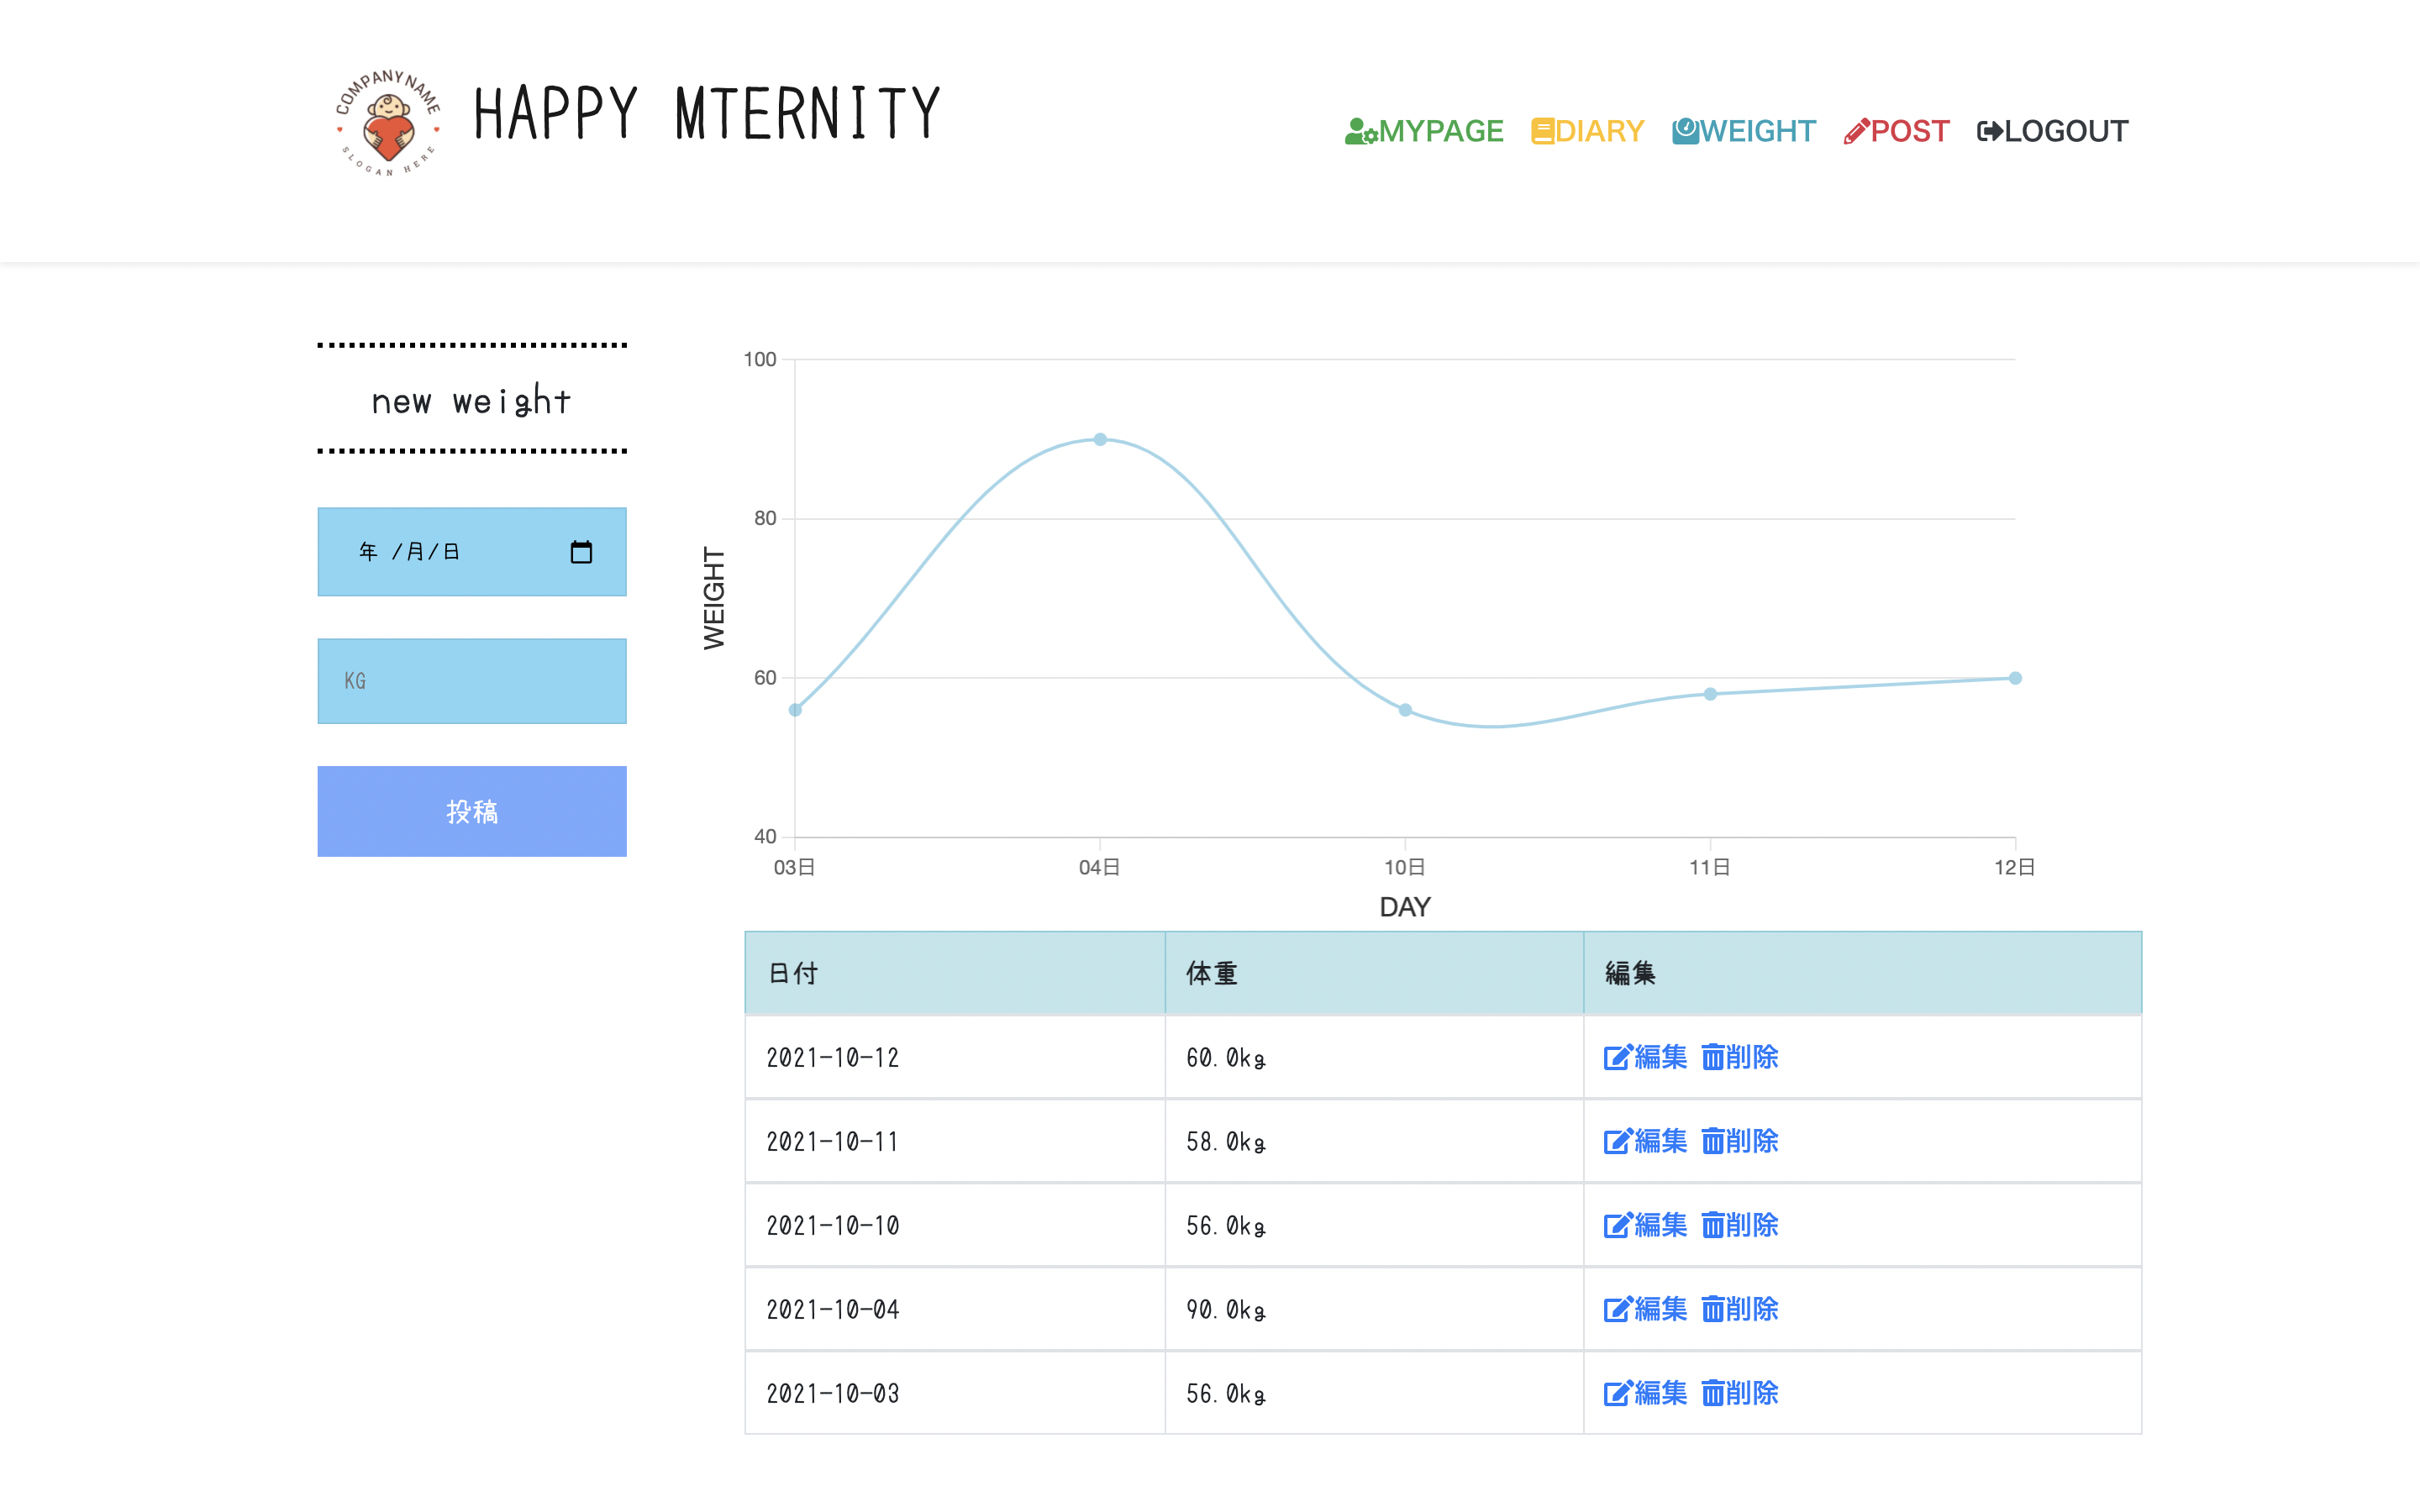 COMPANY NAME
SLOGAN HERE
HAPPY MTERNITY
MYPAGE DIARY WEIGHT POST LOGOUT
new weight
年 /月/日
KG
投稿
100
80
60
40
WEIGHT
03日 04日 10日 11日 12日
DAY
日付 体重 編集
2021-10-12 60.0kg 編集 削除
2021-10-11 58.0kg 編集 削除
2021-10-10 56.0kg 編集 削除
2021-10-04 90.0kg 編集 削除
2021-10-03 56.0kg 編集 削除